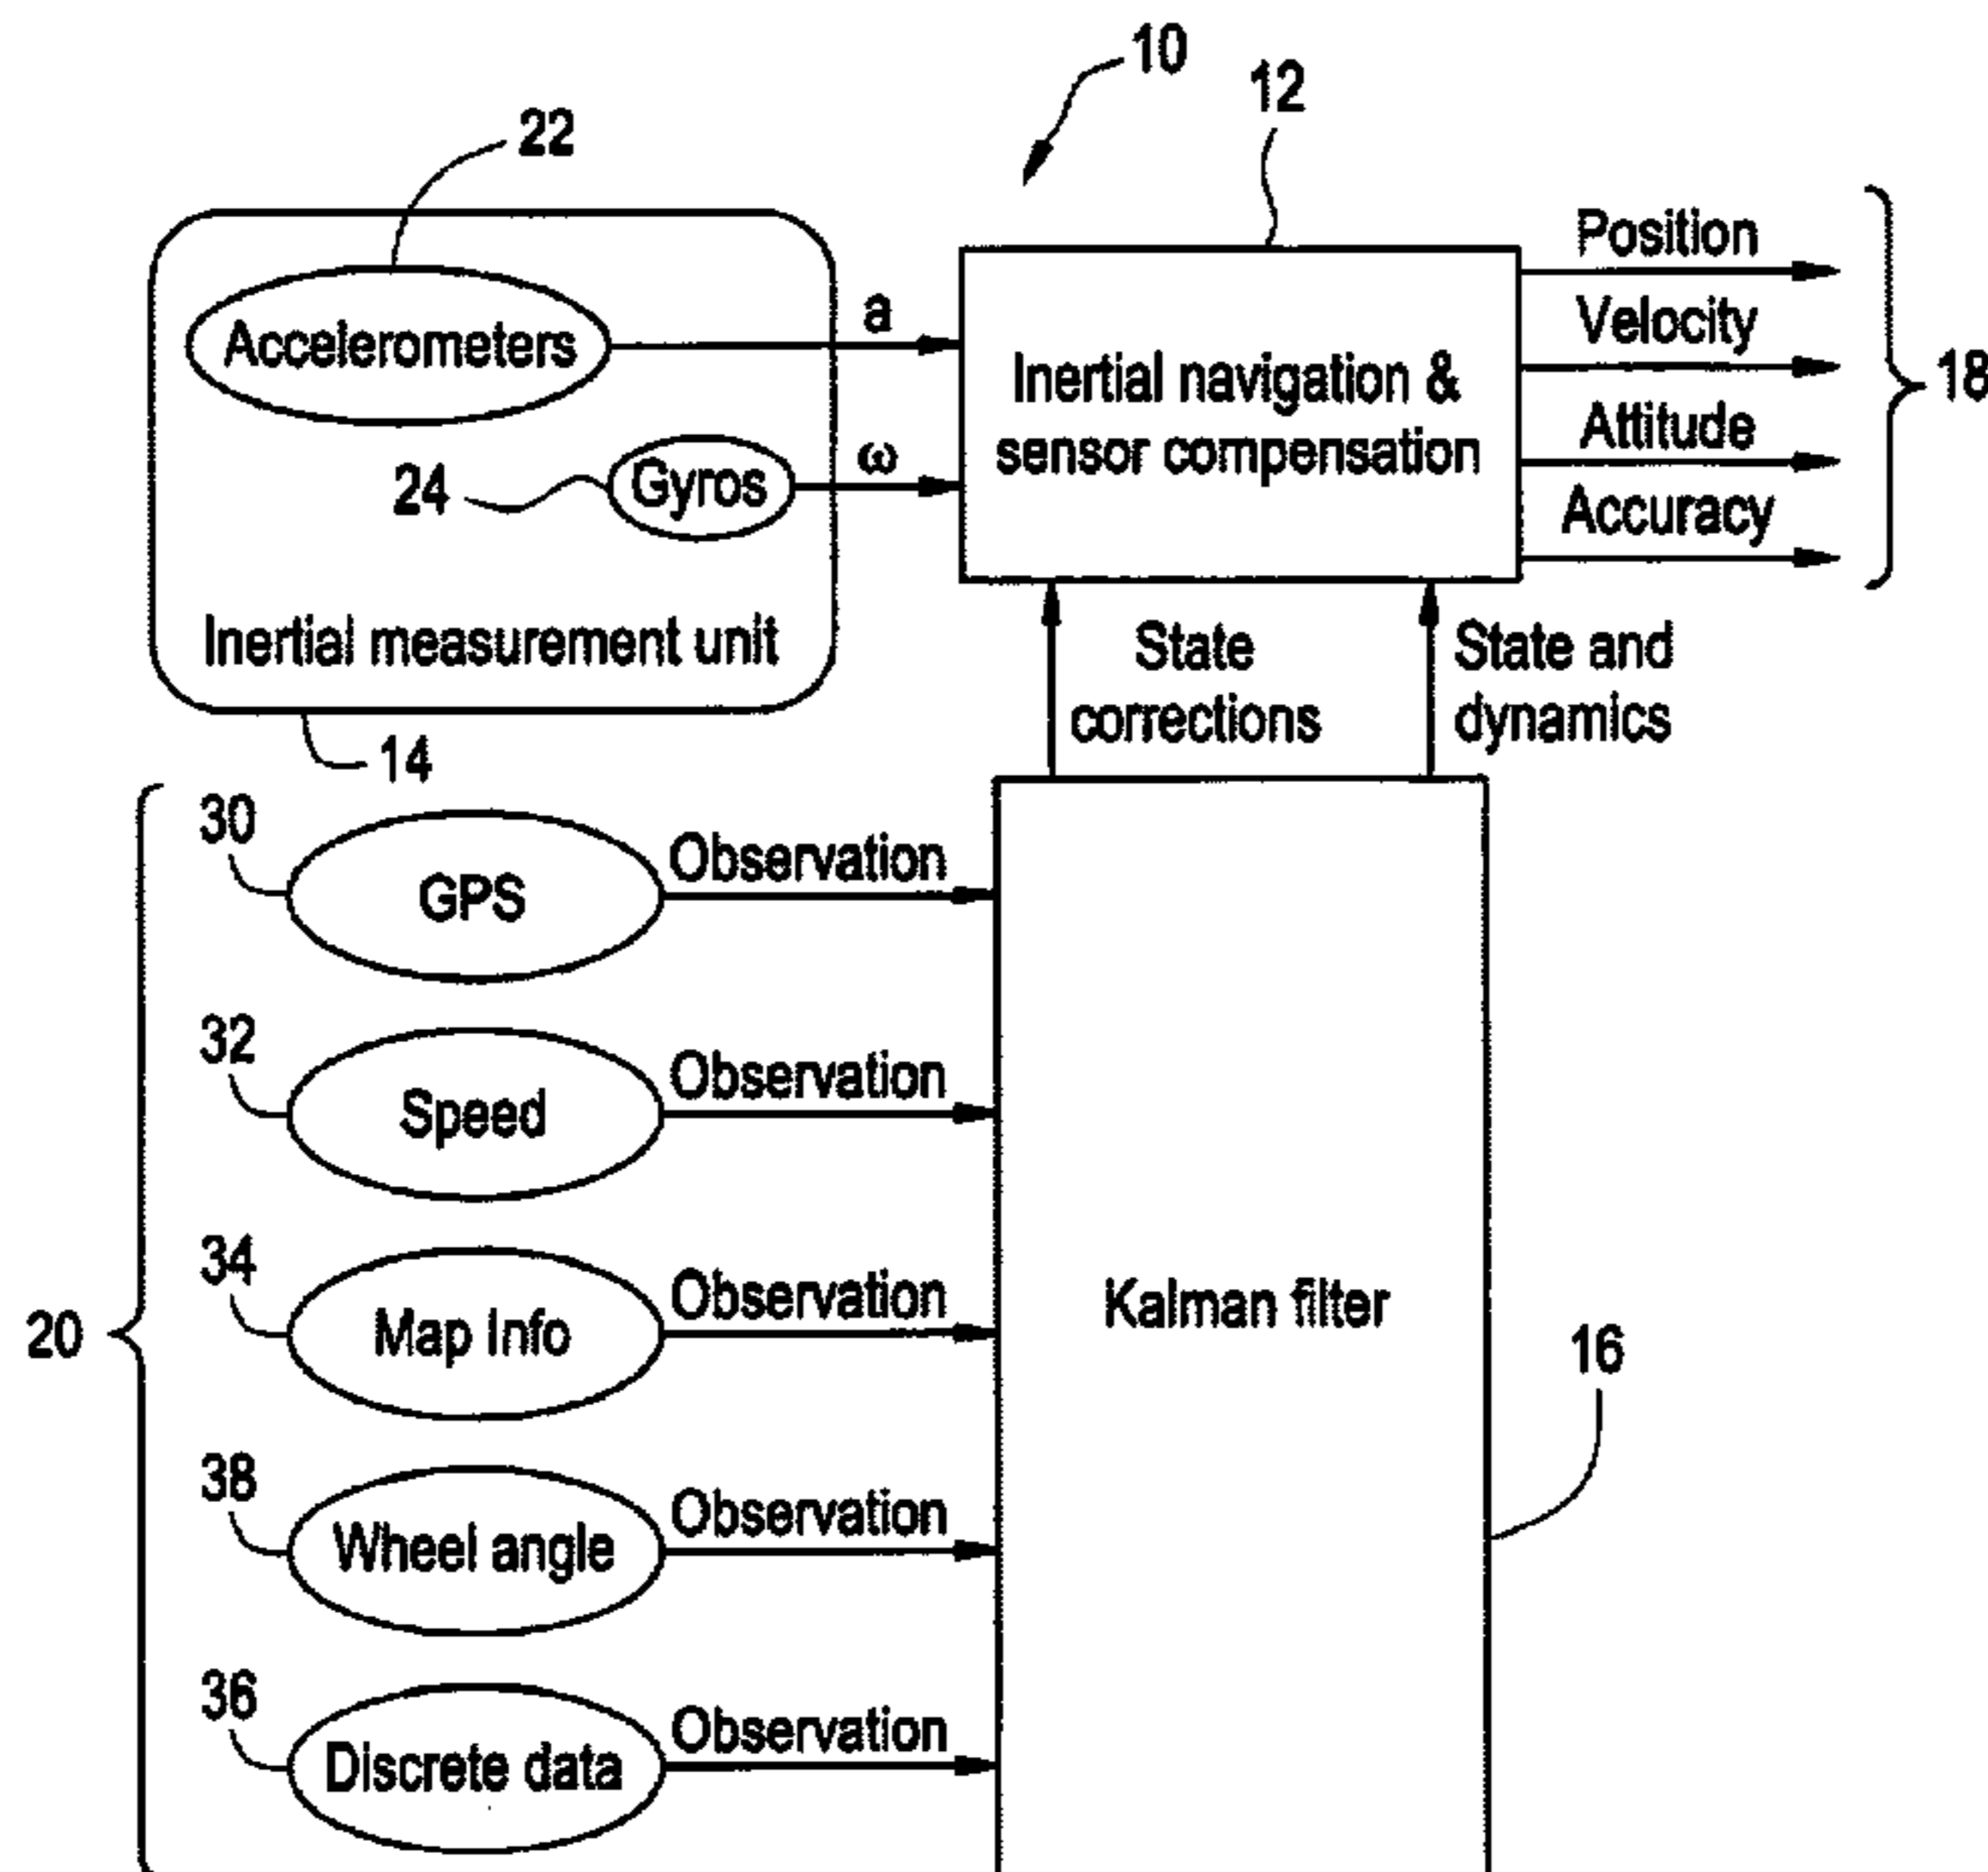 10
12
22
Position
Velocity
Attitude
Accuracy
18
Accelerometers
a
Inertial navigation &
sensor compensation
24
Gyros
ω
Inertial measurement unit
14
State
corrections
State and
dynamics
20
30
GPS
Observation
32
Speed
Observation
34
Map Info
Observation
38
Wheel angle
Observation
36
Discrete data
Observation
Kalman filter
16